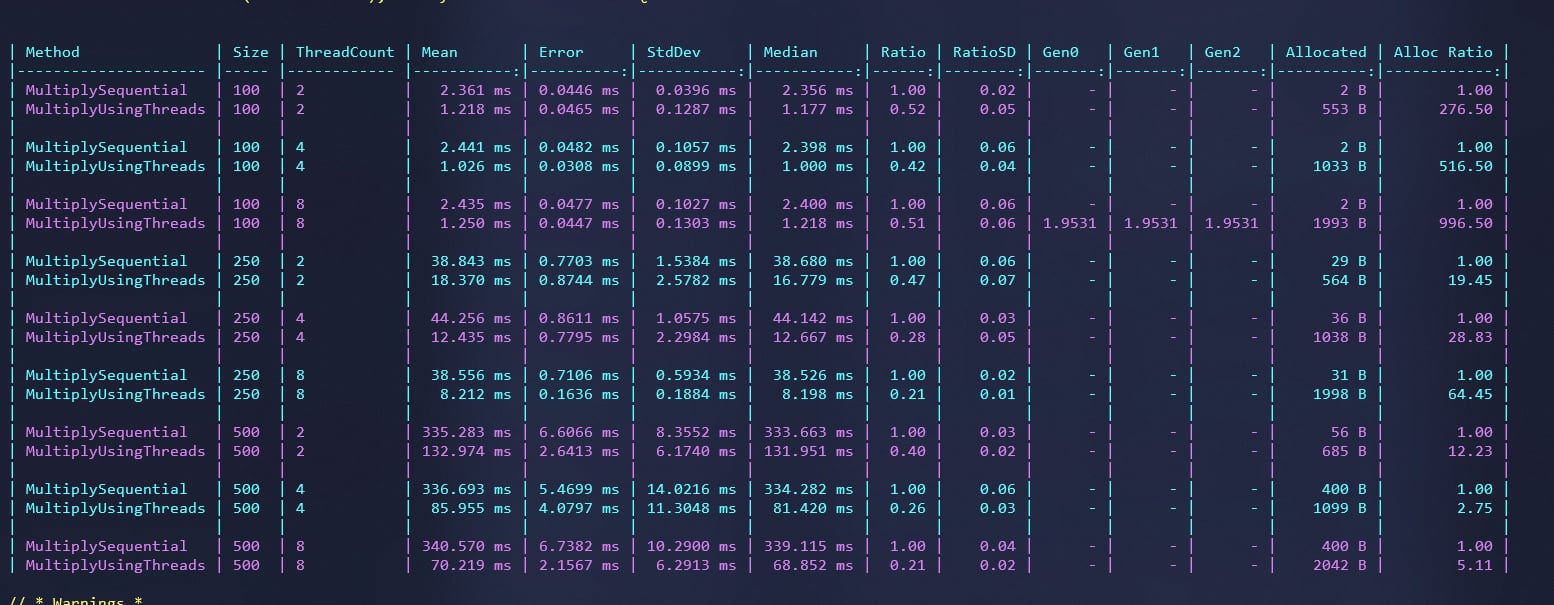 | Method | Size | ThreadCount | Mean | Error | StdDev | Median | Ratio | RatioSD | Gen0 | Gen1 | Gen2 | Allocated | Alloc Ratio |
|-------------------- |----- |------------ |-----------:|----------:|-----------:|-----------:|------:|--------:|-------:|-------:|-------:|----------:|------------:|
| MultiplySequential | 100 | 2 | 2.361 ms | 0.0446 ms | 0.0396 ms | 2.356 ms | 1.00 | 0.02 | - | - | - | 2 B | 1.00 |
| MultiplyUsingThreads | 100 | 2 | 1.218 ms | 0.0465 ms | 0.1287 ms | 1.177 ms | 0.52 | 0.05 | - | - | - | 553 B | 276.50 |
| MultiplySequential | 100 | 4 | 2.441 ms | 0.0482 ms | 0.1057 ms | 2.398 ms | 1.00 | 0.06 | - | - | - | 2 B | 1.00 |
| MultiplyUsingThreads | 100 | 4 | 1.026 ms | 0.0308 ms | 0.0899 ms | 1.000 ms | 0.42 | 0.04 | - | - | - | 1033 B | 516.50 |
| MultiplySequential | 100 | 8 | 2.435 ms | 0.0477 ms | 0.1027 ms | 2.400 ms | 1.00 | 0.06 | - | - | - | 2 B | 1.00 |
| MultiplyUsingThreads | 100 | 8 | 1.250 ms | 0.0447 ms | 0.1303 ms | 1.218 ms | 0.51 | 0.06 | 1.9531 | 1.9531 | 1.9531 | 1993 B | 996.50 |
| MultiplySequential | 250 | 2 | 38.843 ms | 0.7703 ms | 1.5384 ms | 38.680 ms | 1.00 | 0.06 | - | - | - | 29 B | 1.00 |
| MultiplyUsingThreads | 250 | 2 | 18.370 ms | 0.8744 ms | 2.5782 ms | 16.779 ms | 0.47 | 0.07 | - | - | - | 564 B | 19.45 |
| MultiplySequential | 250 | 4 | 44.256 ms | 0.8611 ms | 1.0575 ms | 44.142 ms | 1.00 | 0.03 | - | - | - | 36 B | 1.00 |
| MultiplyUsingThreads | 250 | 4 | 12.435 ms | 0.7795 ms | 2.2984 ms | 12.667 ms | 0.28 | 0.05 | - | - | - | 1038 B | 28.83 |
| MultiplySequential | 250 | 8 | 38.556 ms | 0.7106 ms | 0.5934 ms | 38.526 ms | 1.00 | 0.02 | - | - | - | 31 B | 1.00 |
| MultiplyUsingThreads | 250 | 8 | 8.212 ms | 0.1636 ms | 0.1884 ms | 8.198 ms | 0.21 | 0.01 | - | - | - | 1998 B | 64.45 |
| MultiplySequential | 500 | 2 | 335.283 ms | 6.6066 ms | 8.3552 ms | 333.663 ms | 1.00 | 0.03 | - | - | - | 56 B | 1.00 |
| MultiplyUsingThreads | 500 | 2 | 132.974 ms | 2.6413 ms | 6.1740 ms | 131.951 ms | 0.40 | 0.02 | - | - | - | 685 B | 12.23 |
| MultiplySequential | 500 | 4 | 336.693 ms | 5.4699 ms | 14.0216 ms | 334.282 ms | 1.00 | 0.06 | - | - | - | 400 B | 1.00 |
| MultiplyUsingThreads | 500 | 4 | 85.955 ms | 4.0797 ms | 11.3048 ms | 81.420 ms | 0.26 | 0.03 | - | - | - | 1099 B | 2.75 |
| MultiplySequential | 500 | 8 | 340.570 ms | 6.7382 ms | 10.2900 ms | 339.115 ms | 1.00 | 0.04 | - | - | - | 400 B | 1.00 |
| MultiplyUsingThreads | 500 | 8 | 70.219 ms | 2.1567 ms | 6.2913 ms | 68.852 ms | 0.21 | 0.02 | - | - | - | 2042 B | 5.11 |
// * Warnings *